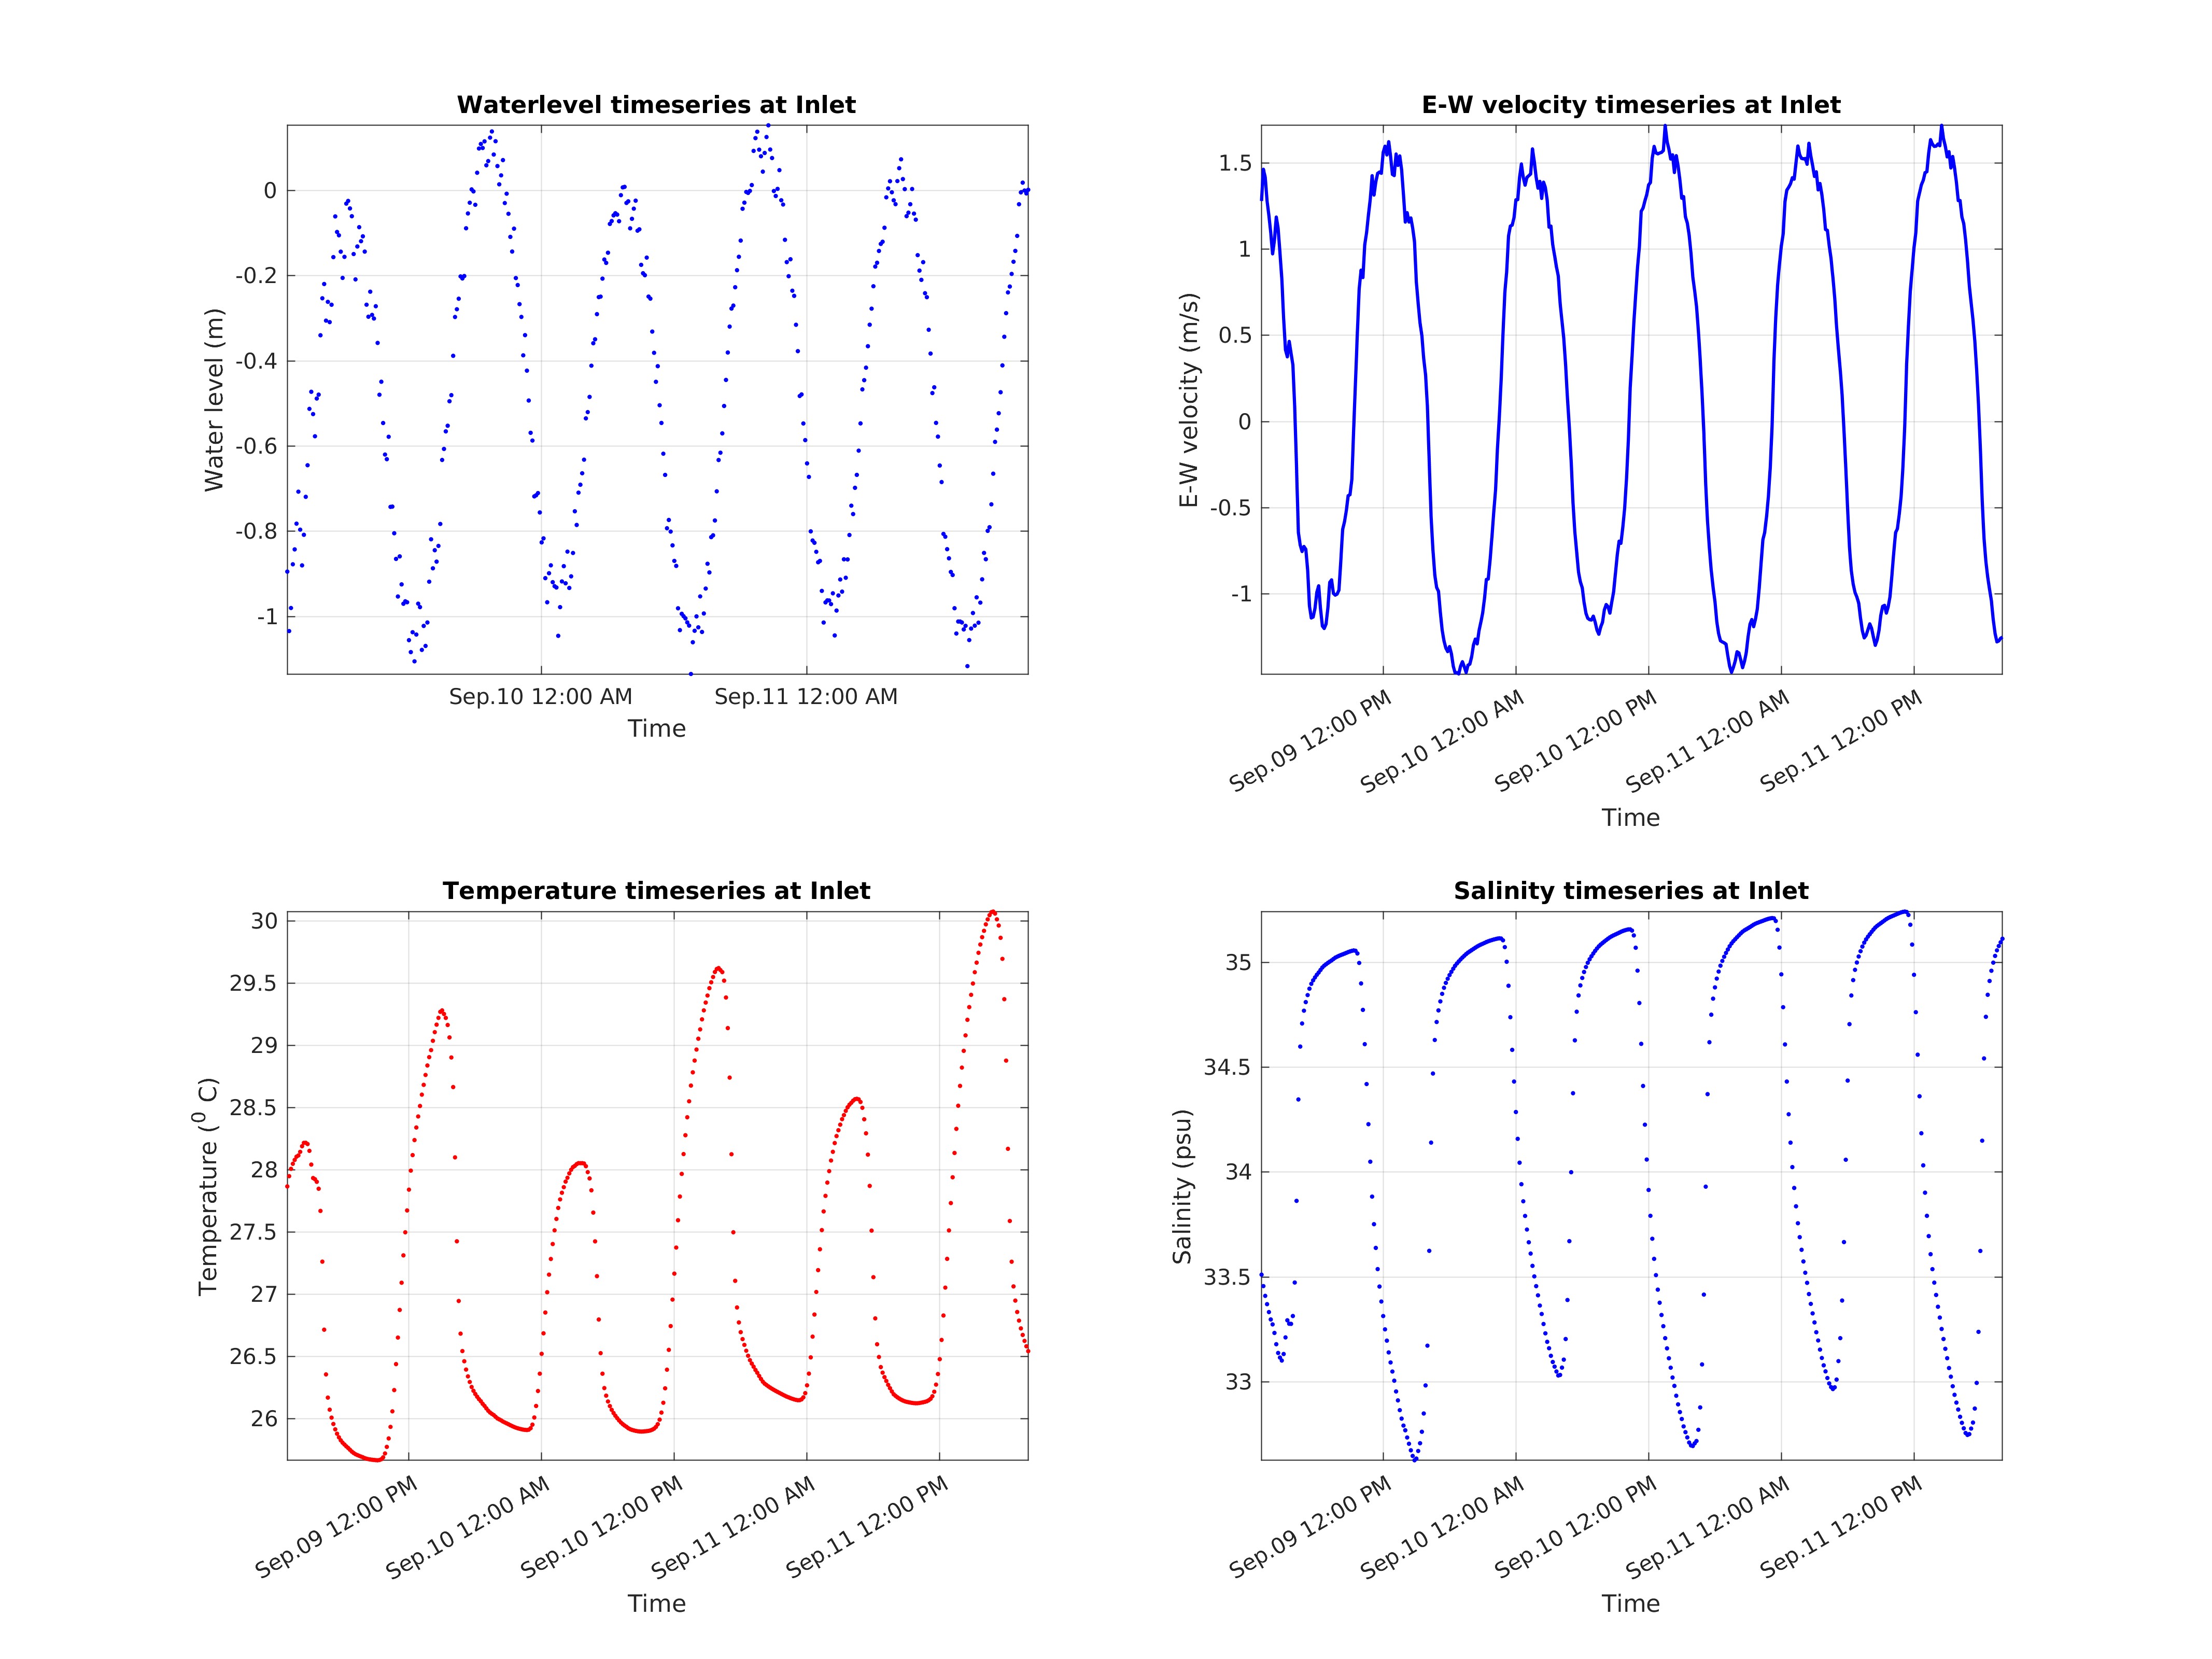 Waterlevel timeseries at Inlet
Water level (m)
0
-0.2
-0.4
-0.6
-0.8
-1
Sep.10 12:00 AM
Sep.11 12:00 AM
Time
E-W velocity timeseries at Inlet
E-W velocity (m/s)
1.5
1
0.5
0
-0.5
-1
Sep.09 12:00 PM
Sep.10 12:00 AM
Sep.10 12:00 PM
Sep.11 12:00 AM
Sep.11 12:00 PM
Time
Temperature timeseries at Inlet
Temperature (⁰ C)
30
29.5
29
28.5
28
27.5
27
26.5
26
Sep.09 12:00 PM
Sep.10 12:00 AM
Sep.10 12:00 PM
Sep.11 12:00 AM
Sep.11 12:00 PM
Time
Salinity timeseries at Inlet
Salinity (psu)
35
34.5
34
33.5
33
Sep.09 12:00 PM
Sep.10 12:00 AM
Sep.10 12:00 PM
Sep.11 12:00 AM
Sep.11 12:00 PM
Time